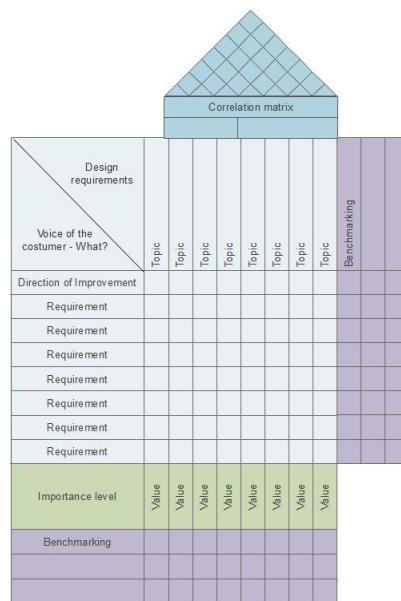 Correlation matrix
Design
requirements
Voice of the
costumer - What?
Topic
Topic
Topic
Topic
Topic
Topic
Topic
Topic
Benchmarking
Direction of Improvement
Requirement
Requirement
Requirement
Requirement
Requirement
Requirement
Requirement
Importance level
Value
Value
Value
Value
Value
Value
Value
Value
Benchmarking